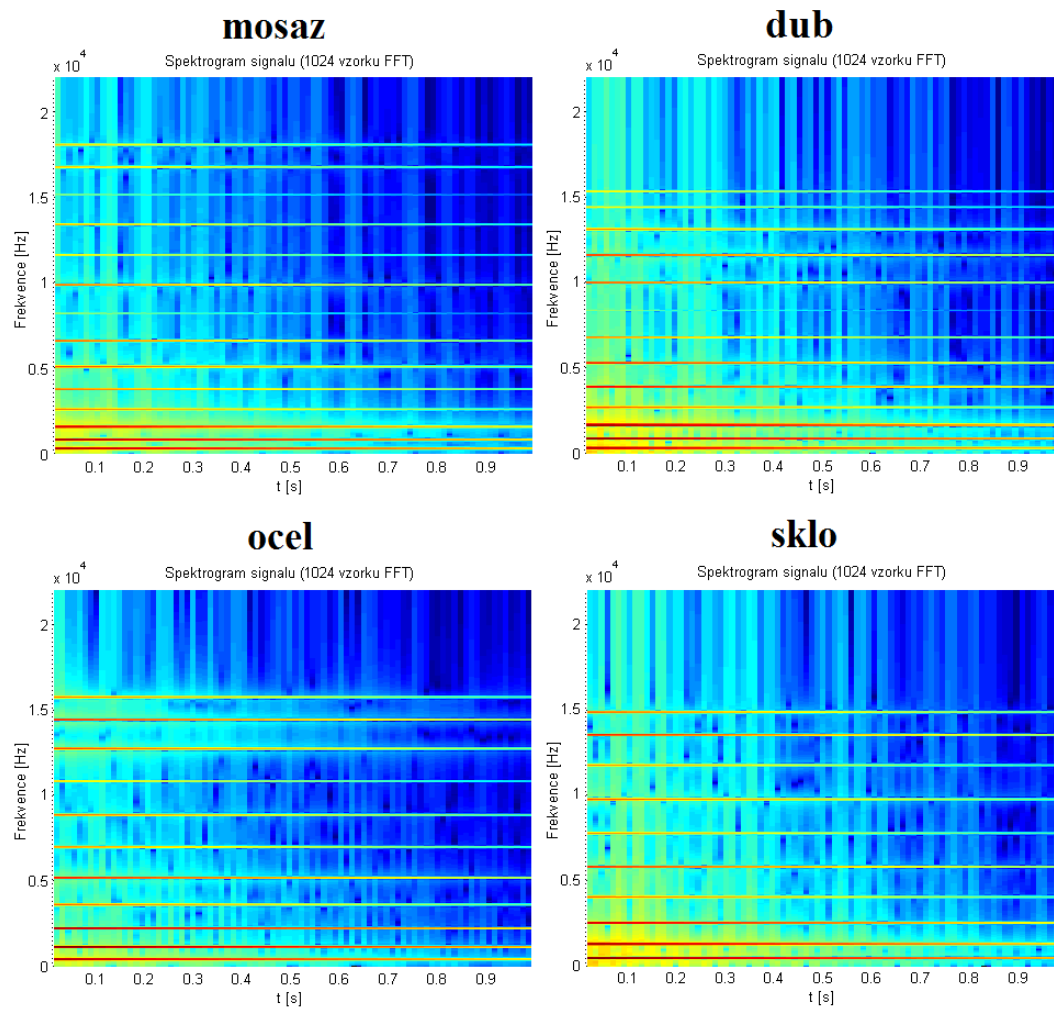 mosaz
Spektrogram signalu (1024 vzorku FFT)
x 10^4
Frekvence [Hz]
2
1.5
1
0.5
0
0.1 0.2 0.3 0.4 0.5 0.6 0.7 0.8 0.9
t [s]
dub
Spektrogram signalu (1024 vzorku FFT)
x 10^4
Frekvence [Hz]
2
1.5
1
0.5
0
0.1 0.2 0.3 0.4 0.5 0.6 0.7 0.8 0.9
t [s]
ocel
Spektrogram signalu (1024 vzorku FFT)
x 10^4
Frekvence [Hz]
2
1.5
1
0.5
0
0.1 0.2 0.3 0.4 0.5 0.6 0.7 0.8 0.9
t [s]
sklo
Spektrogram signalu (1024 vzorku FFT)
x 10^4
Frekvence [Hz]
2
1.5
1
0.5
0
0.1 0.2 0.3 0.4 0.5 0.6 0.7 0.8 0.9
t [s]